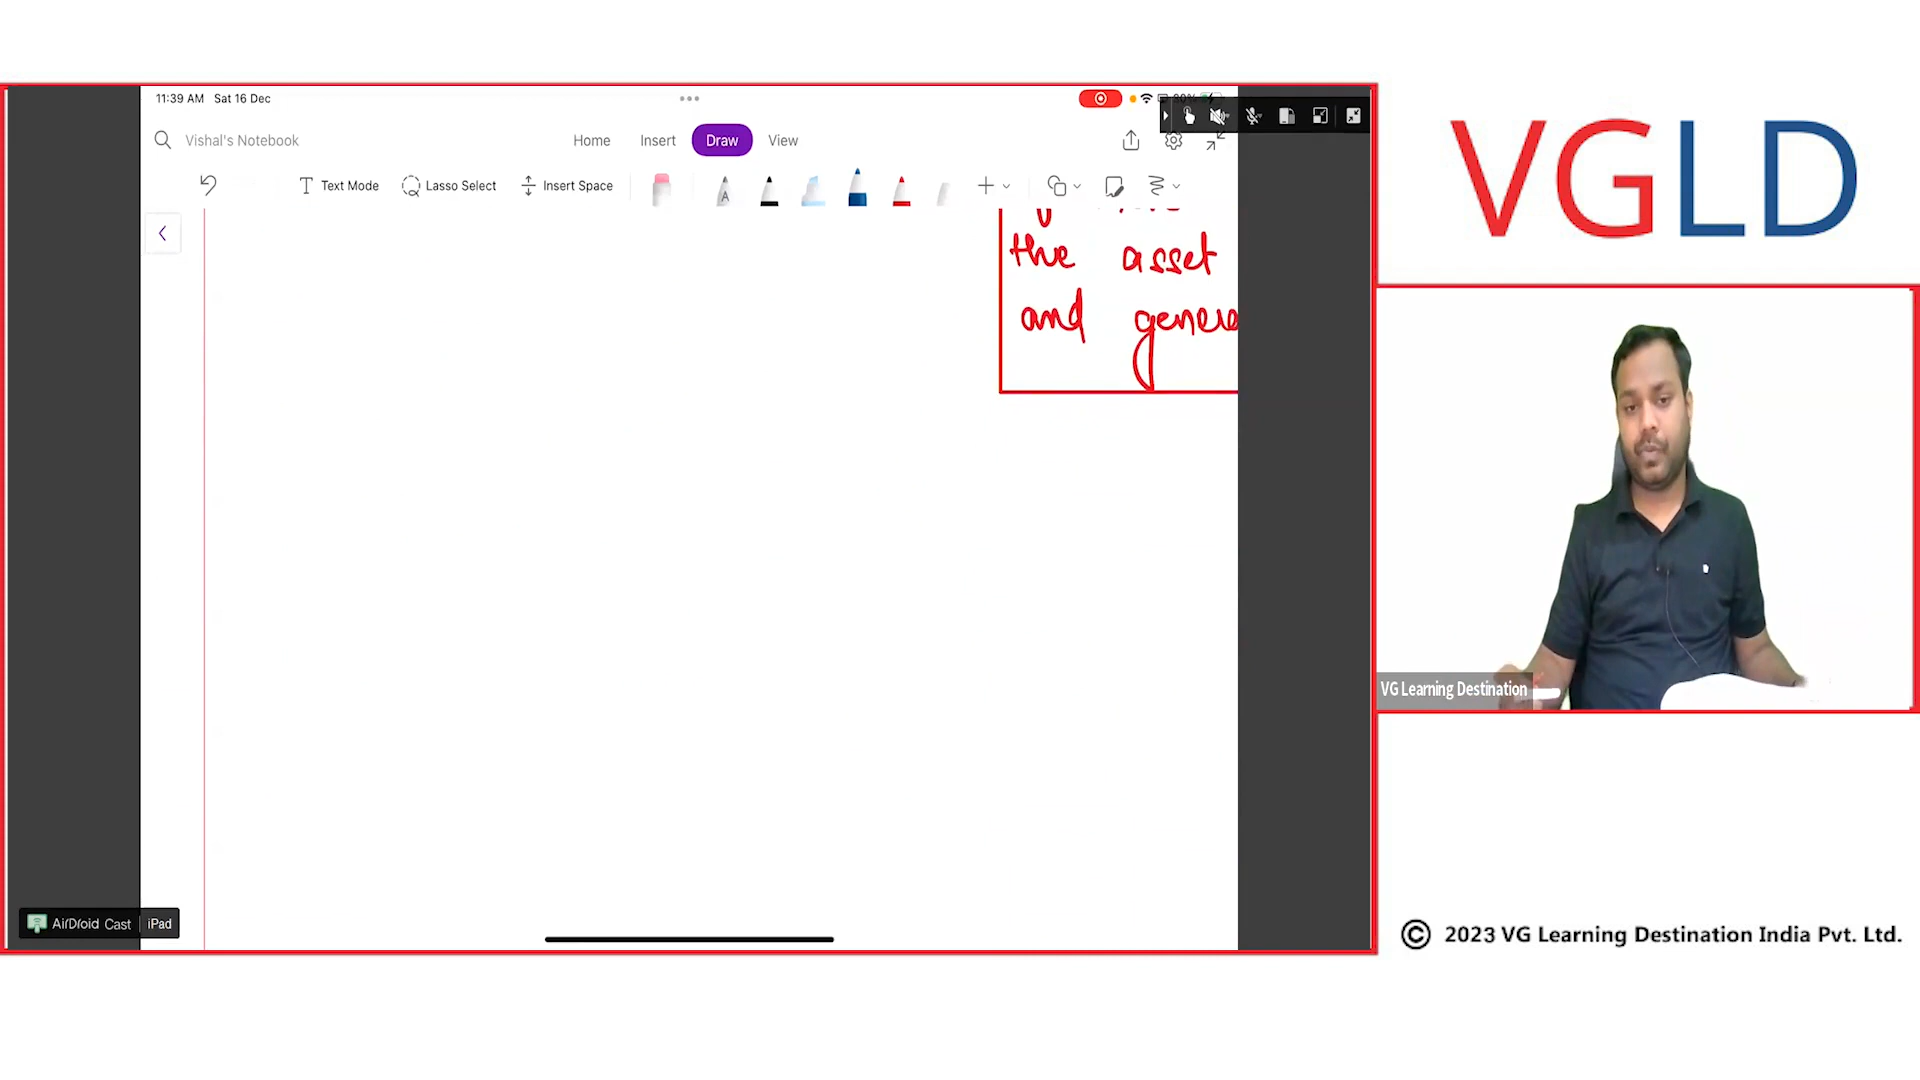 11:39 AM Sat 16 Dec
VGLD
Vishal's Notebook
Home Insert Draw View
Text Mode Lasso Select Insert Space
the asset
and genera
VG Learning Destination
AirDroid Cast iPad
© 2023 VG Learning Destination India Pvt. Ltd.